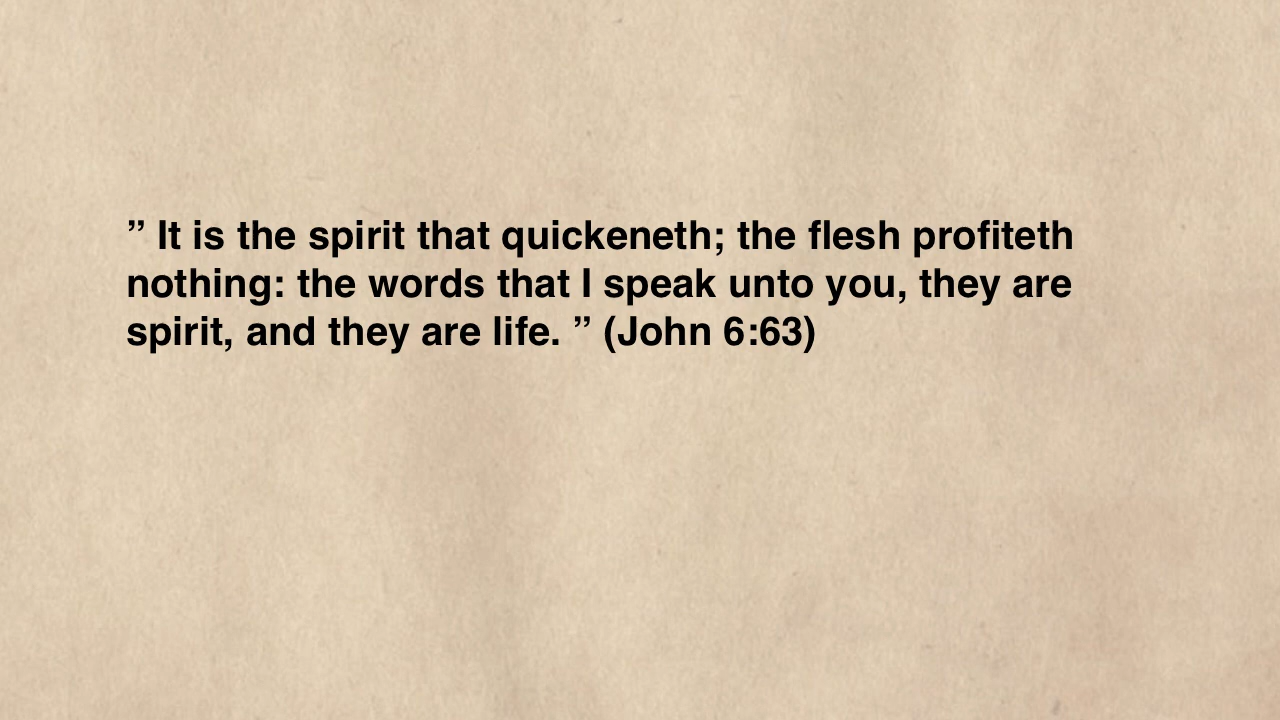 ” It is the spirit that quickeneth; the flesh profiteth
nothing: the words that I speak unto you, they are
spirit, and they are life. ” (John 6:63)